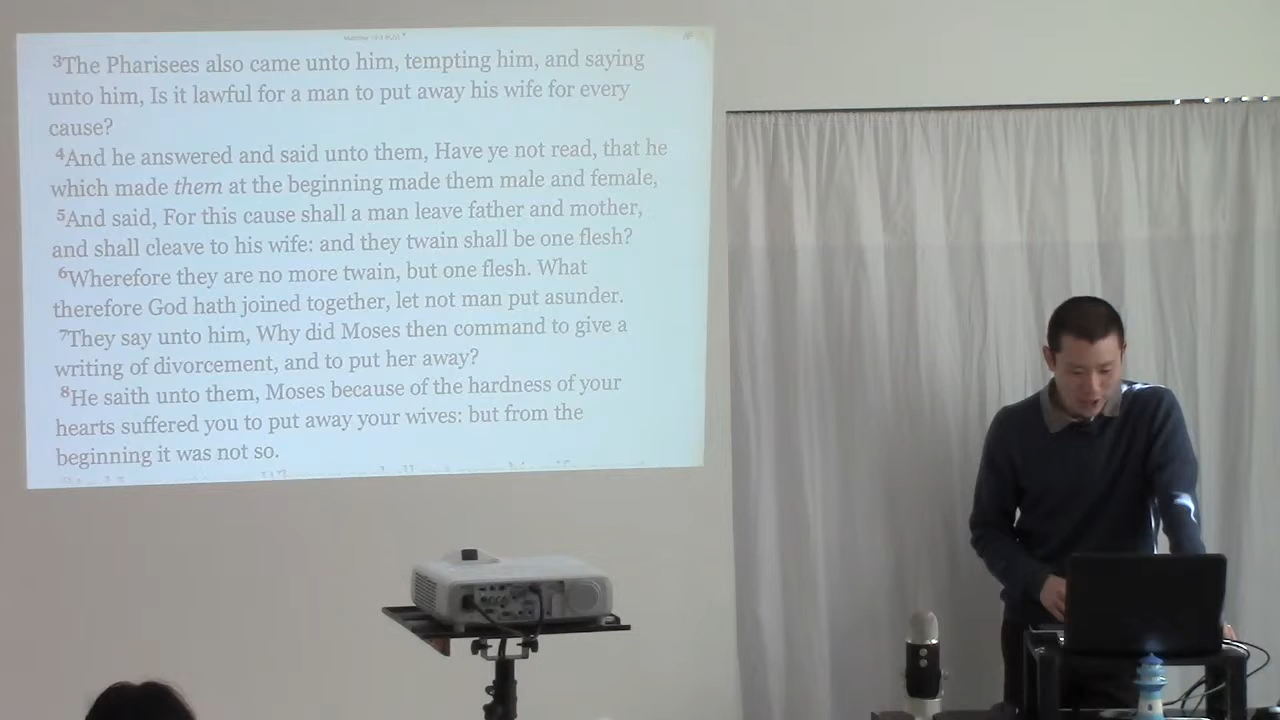 ³The Pharisees also came unto him, tempting him, and saying
unto him, Is it lawful for a man to put away his wife for every
cause?
⁴And he answered and said unto them, Have ye not read, that he
which made them at the beginning made them male and female,
⁵And said, For this cause shall a man leave father and mother,
and shall cleave to his wife: and they twain shall be one flesh?
⁶Wherefore they are no more twain, but one flesh. What
therefore God hath joined together, let not man put asunder.
⁷They say unto him, Why did Moses then command to give a
writing of divorcement, and to put her away?
⁸He saith unto them, Moses because of the hardness of your
hearts suffered you to put away your wives: but from the
beginning it was not so.